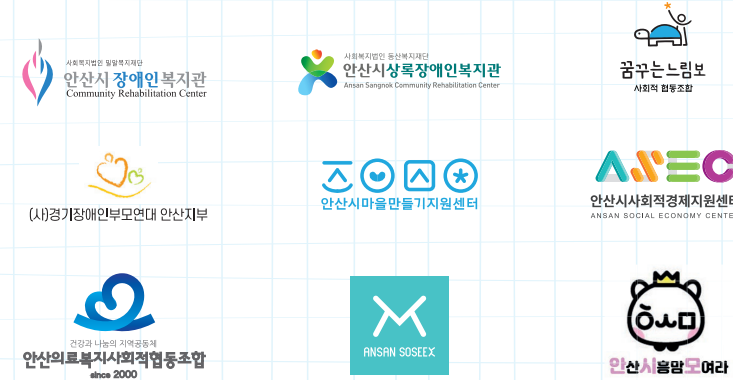 사회복지법인 밀알복지재단
안산시 장애인복지관
Community Rehabilitation Center
사회복지법인 동산복지재단
안산시상록장애인복지관
Ansan Sangnok Community Rehabilitation Center
꿈꾸는느림보
사회적 협동조합
(사)경기장애인부모연대 안산지부
안산시마을만들기지원센터
ASEC
안산시사회적경제지원센터
ANSAN SOCIAL ECONOMY CENTE
건강과 나눔의 지역공동체
안산의료복지사회적협동조합
since 2000
ANSAN SOSEEX
안산시흥맘모여라